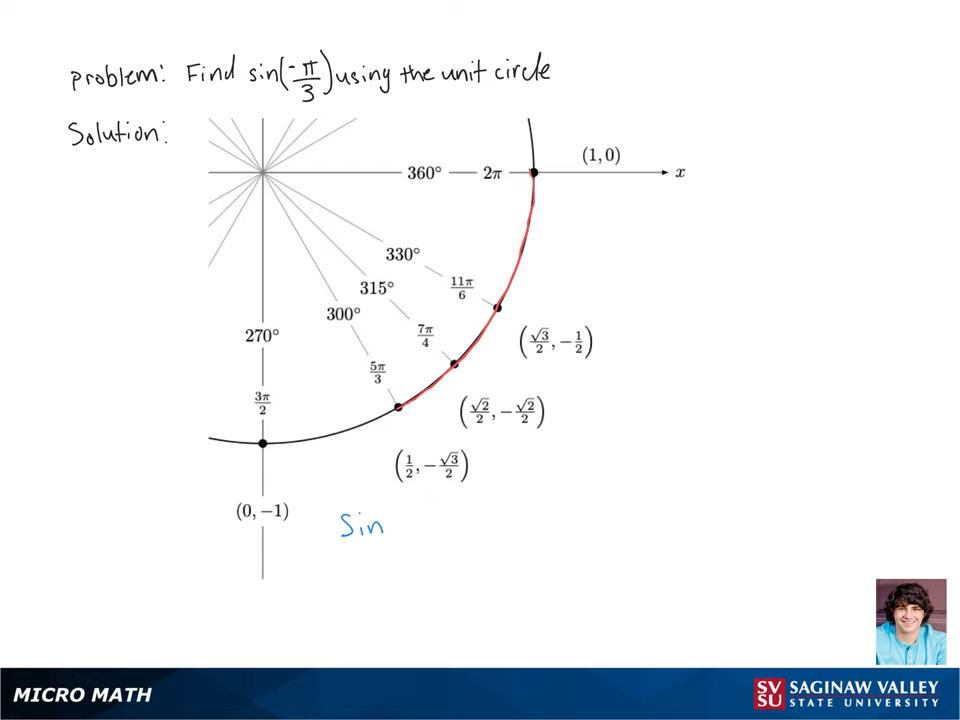 problem: Find sin(-π/3) using the unit circle
Solution:
(1, 0)
360° 2π x
330°
11π/6
315°
300°
7π/4
270°
(√3/2, -1/2)
5π/3
3π/2
(√2/2, -√2/2)
(1/2, -√3/2)
(0, -1)
Sin
MICRO MATH
SV SU SAGINAW VALLEY
STATE UNIVERSITY